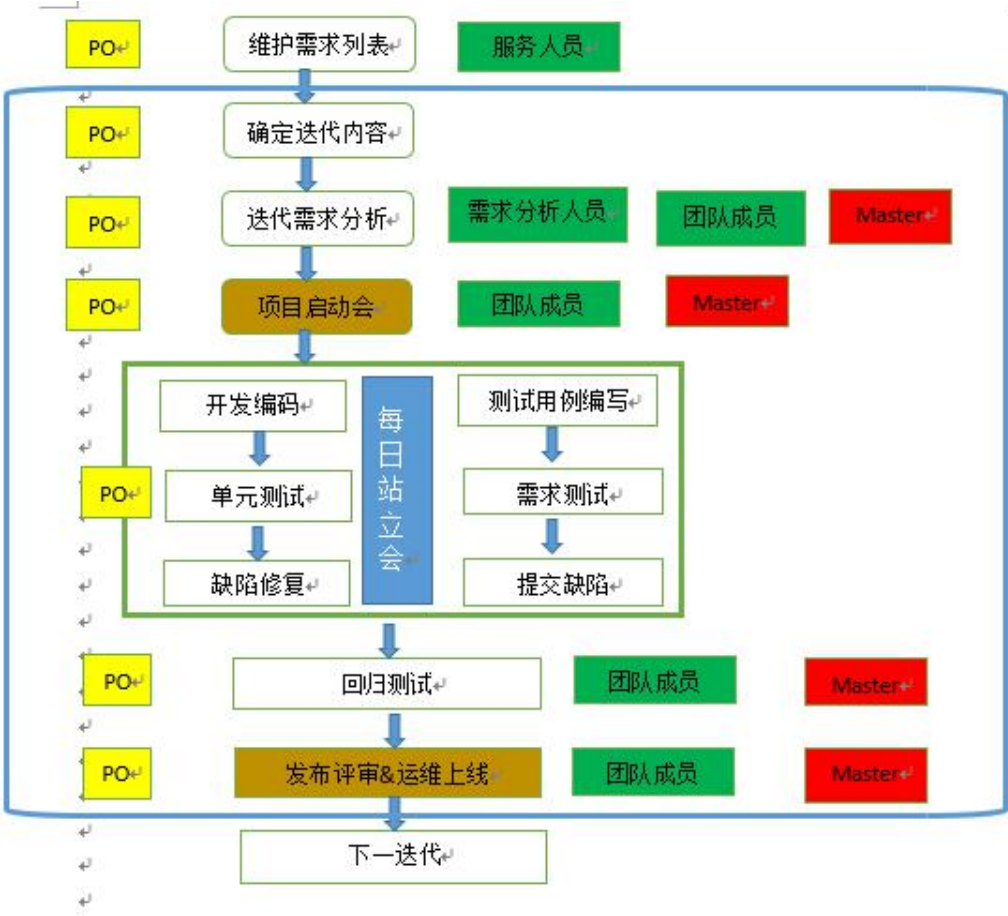 PO 维护需求列表 服务人员
PO 确定迭代内容
PO 迭代需求分析 需求分析人员 团队成员 Master
PO 项目启动会 团队成员 Master
开发编码 测试用例编写
每日站立会
PO 单元测试 需求测试
缺陷修复 提交缺陷
PO 回归测试 团队成员 Master
PO 发布评审&运维上线 团队成员 Master
下一迭代